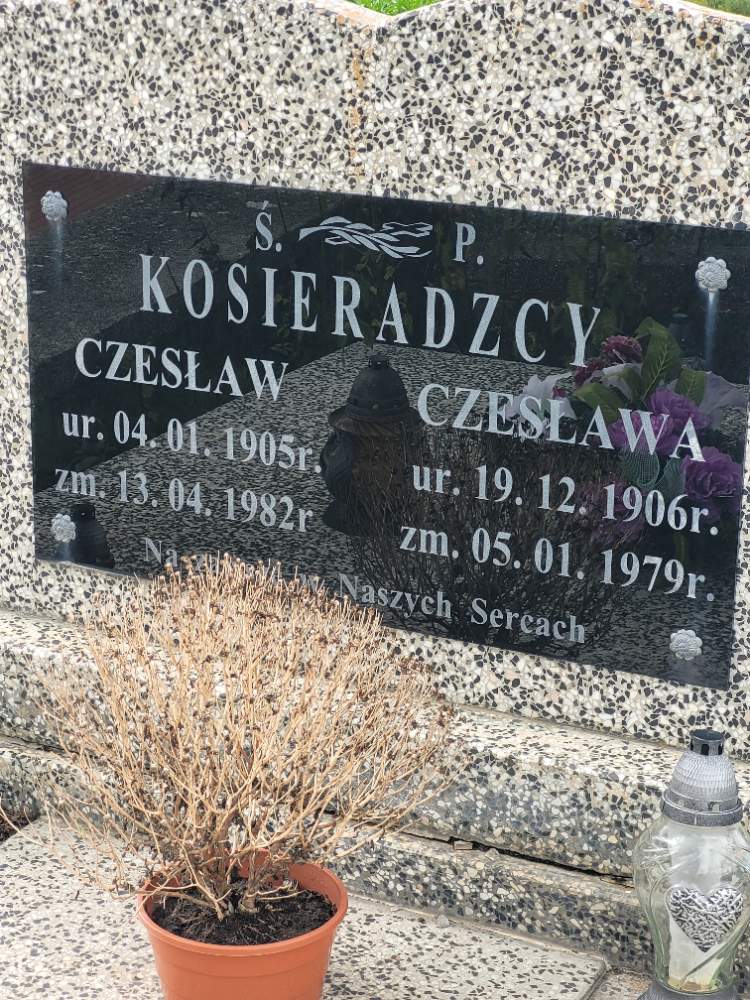 Ś. P.
KOSIERADZCY
CZESŁAW
ur. 04. 01. 1905r.
zm. 13. 04. 1982r
CZESŁAWA
ur. 19. 12. 1906r.
zm. 05. 01. 1979r.
Na Naszych Sercach